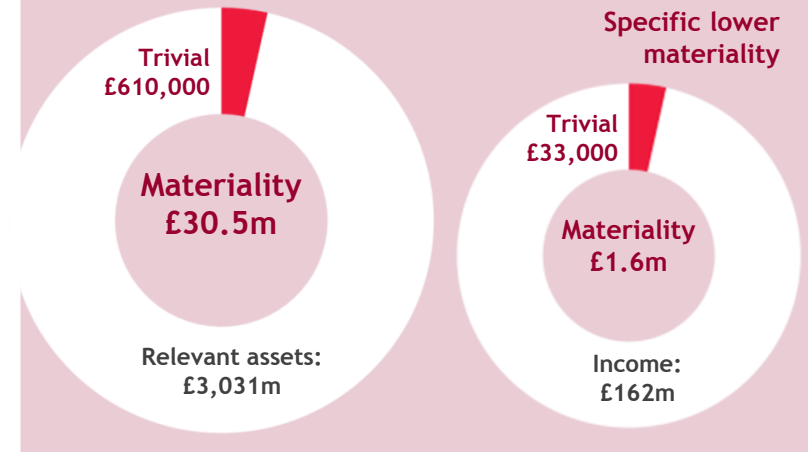 Trivial
£610,000
Materiality
£30.5m
Relevant assets:
£3,031m
Specific lower
materiality
Trivial
£33,000
Materiality
£1.6m
Income:
£162m